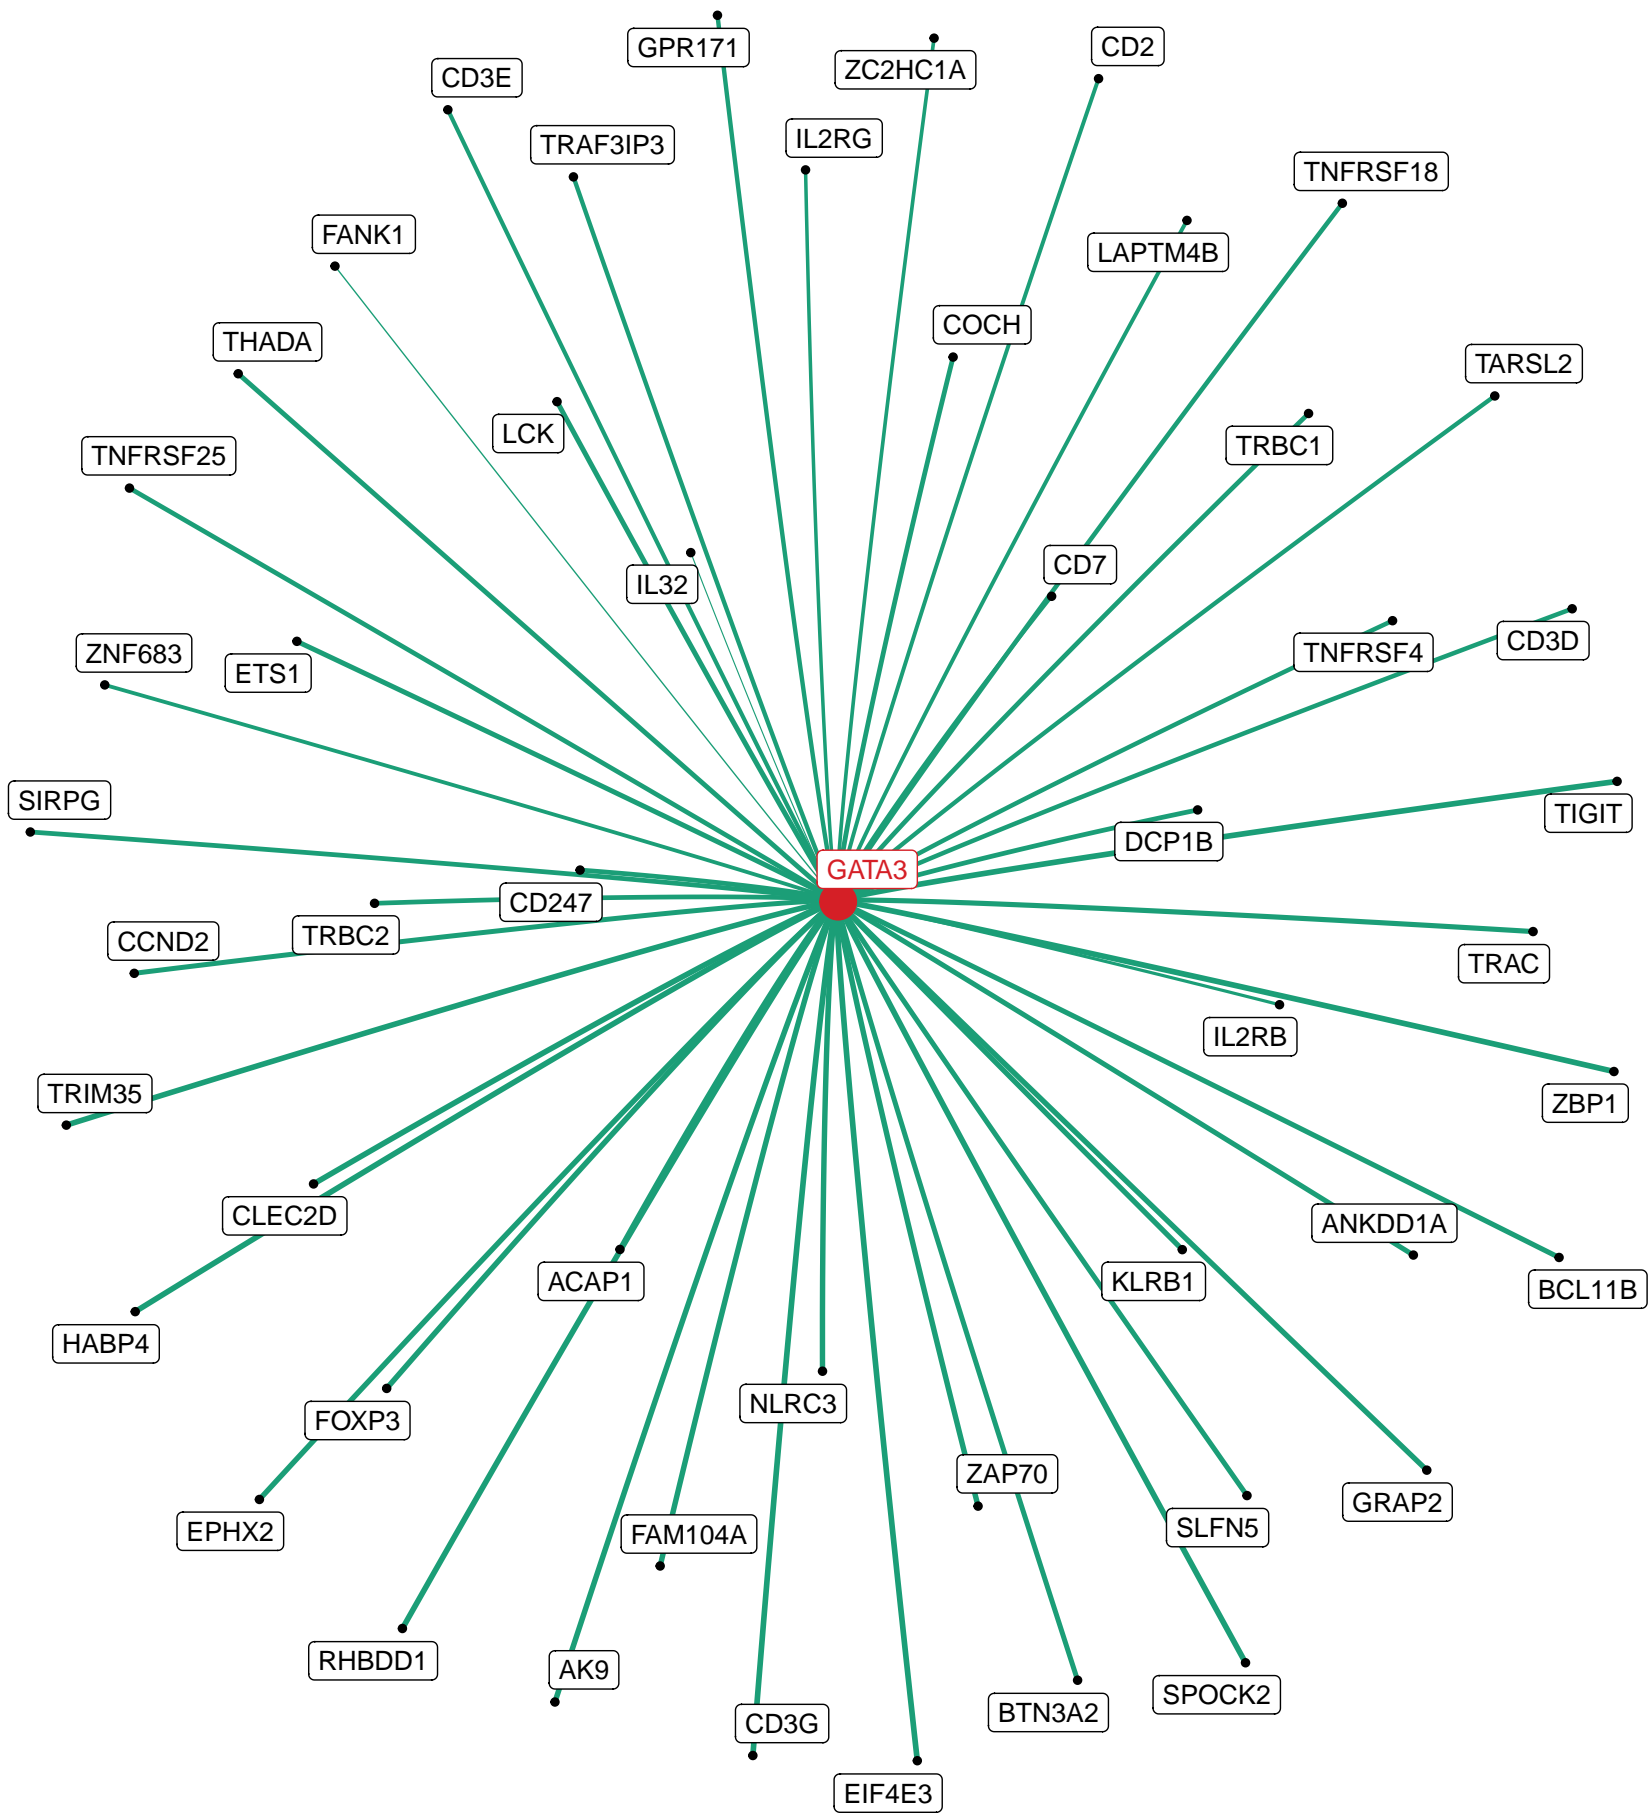 GPR171
CD2
ZC2HC1A
CD3E
IL2RG
TRAF3IP3
TNFRSF18
FANK1
LAPTM4B
COCH
THADA
TARSL2
LCK
TRBC1
TNFRSF25
CD7
IL32
CD3D
TNFRSF4
ZNF683
ETS1
SIRPG
TIGIT
DCP1B
GATA3
CD247
TRBC2
CCND2
TRAC
IL2RB
TRIM35
ZBP1
CLEC2D
ANKDD1A
ACAP1
KLRB1
BCL11B
HABP4
NLRC3
FOXP3
ZAP70
GRAP2
SLFN5
EPHX2
FAM104A
RHBDD1
AK9
SPOCK2
BTN3A2
CD3G
EIF4E3